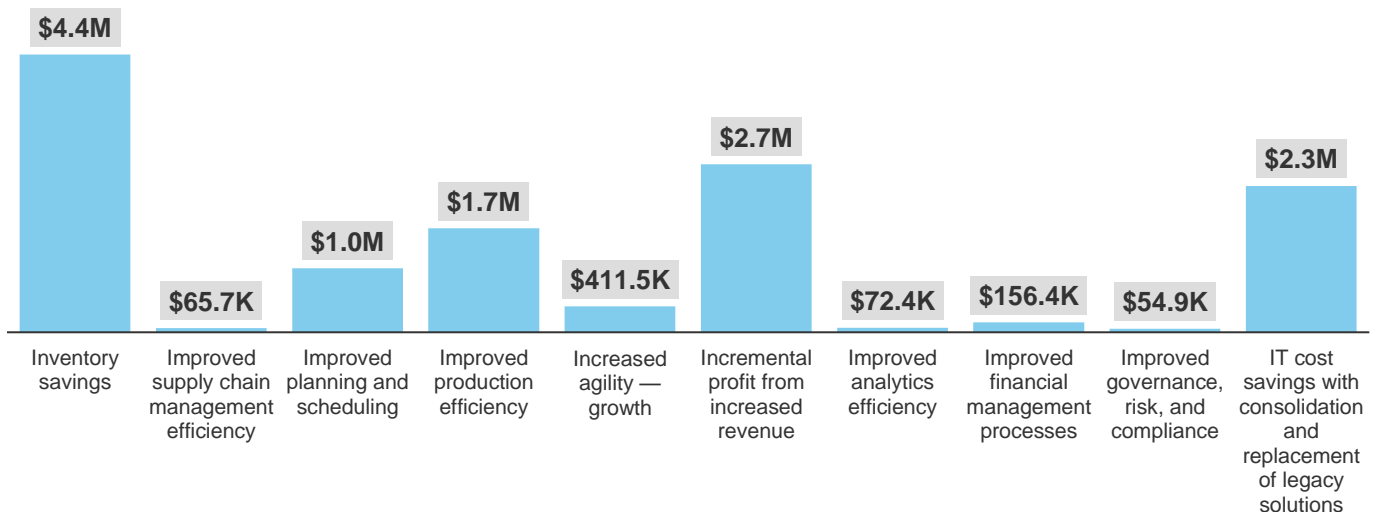 $4.4M
$65.7K
$1.0M
$1.7M
$411.5K
$2.7M
$72.4K
$156.4K
$54.9K
$2.3M
Inventory
savings
Improved
supply chain
management
efficiency
Improved
planning and
scheduling
Improved
production
efficiency
Increased
agility —
growth
Incremental
profit from
increased
revenue
Improved
analytics
efficiency
Improved
financial
management
processes
Improved
governance,
risk, and
compliance
IT cost
savings with
consolidation
and
replacement
of legacy
solutions